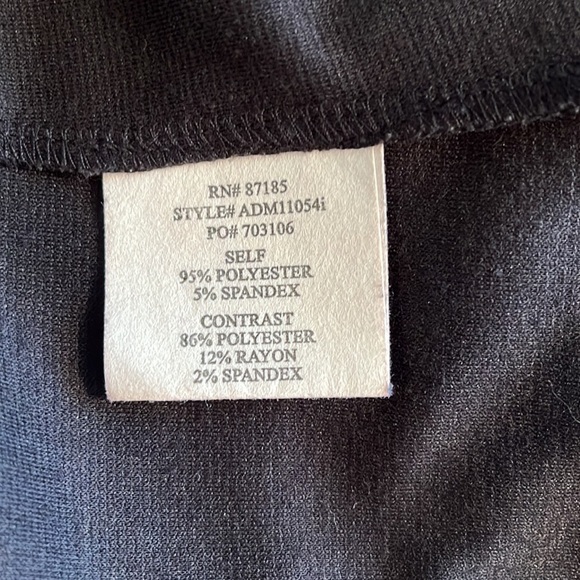 RN# 87185
STYLE# ADM11054i
PO# 703106
SELF
95% POLYESTER
5% SPANDEX
CONTRAST
86% POLYESTER
12% RAYON
2% SPANDEX